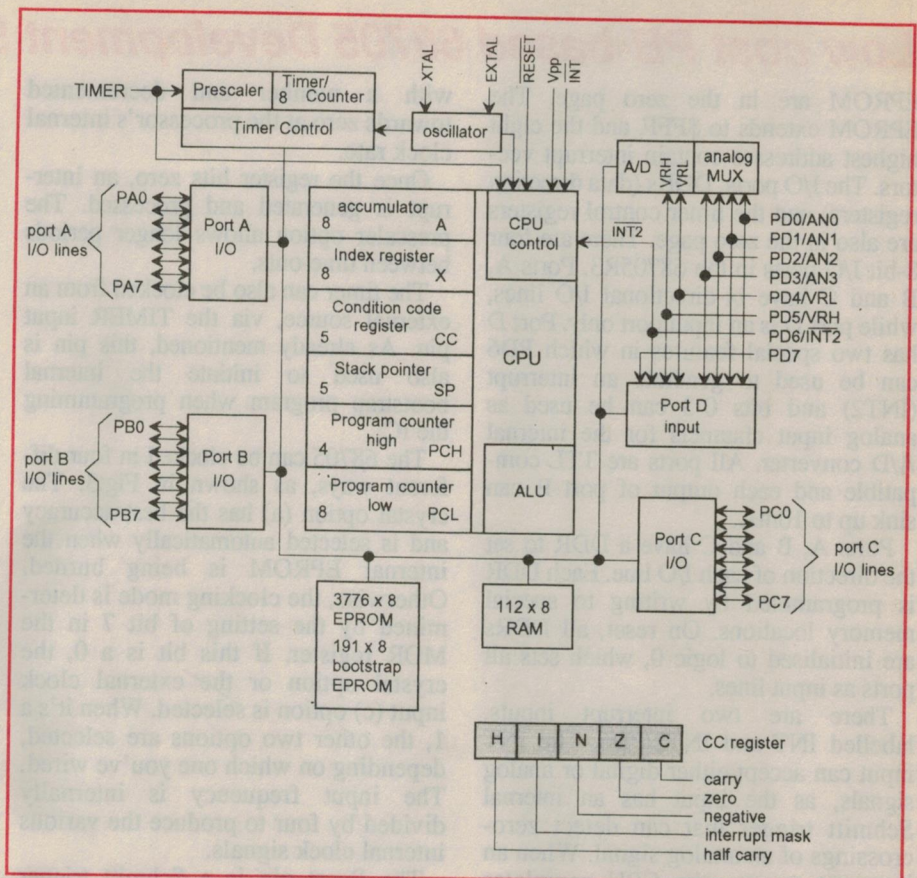 TIMER
Prescaler
Timer/
8 Counter
Timer Control
XTAL
EXTAL
RESET
Vpp
INT
oscillator
A/D
VRH
VRL
analog
MUX
PD0/AN0
PD1/AN1
PD2/AN2
PD3/AN3
PD4/VRL
PD5/VRH
PD6/INT2
PD7
port A
I/O lines
PA0
PA7
Port A
I/O
accumulator
8 A
Index register
8 X
condition code
register CC
Stack pointer
5 SP
Program counter
high
4 PCH
Program counter
8 low
PCL
CPU
control
INT2
CPU
ALU
Port D
input
port B
I/O lines
PB0
PB7
Port B
I/O
Port C
I/O
PC0
PC7
port C
I/O lines
3776 x 8
EPROM
191 x 8
bootstrap
EPROM
112 x 8
RAM
H I N Z C
CC register
carry
zero
negative
interrupt mask
half carry